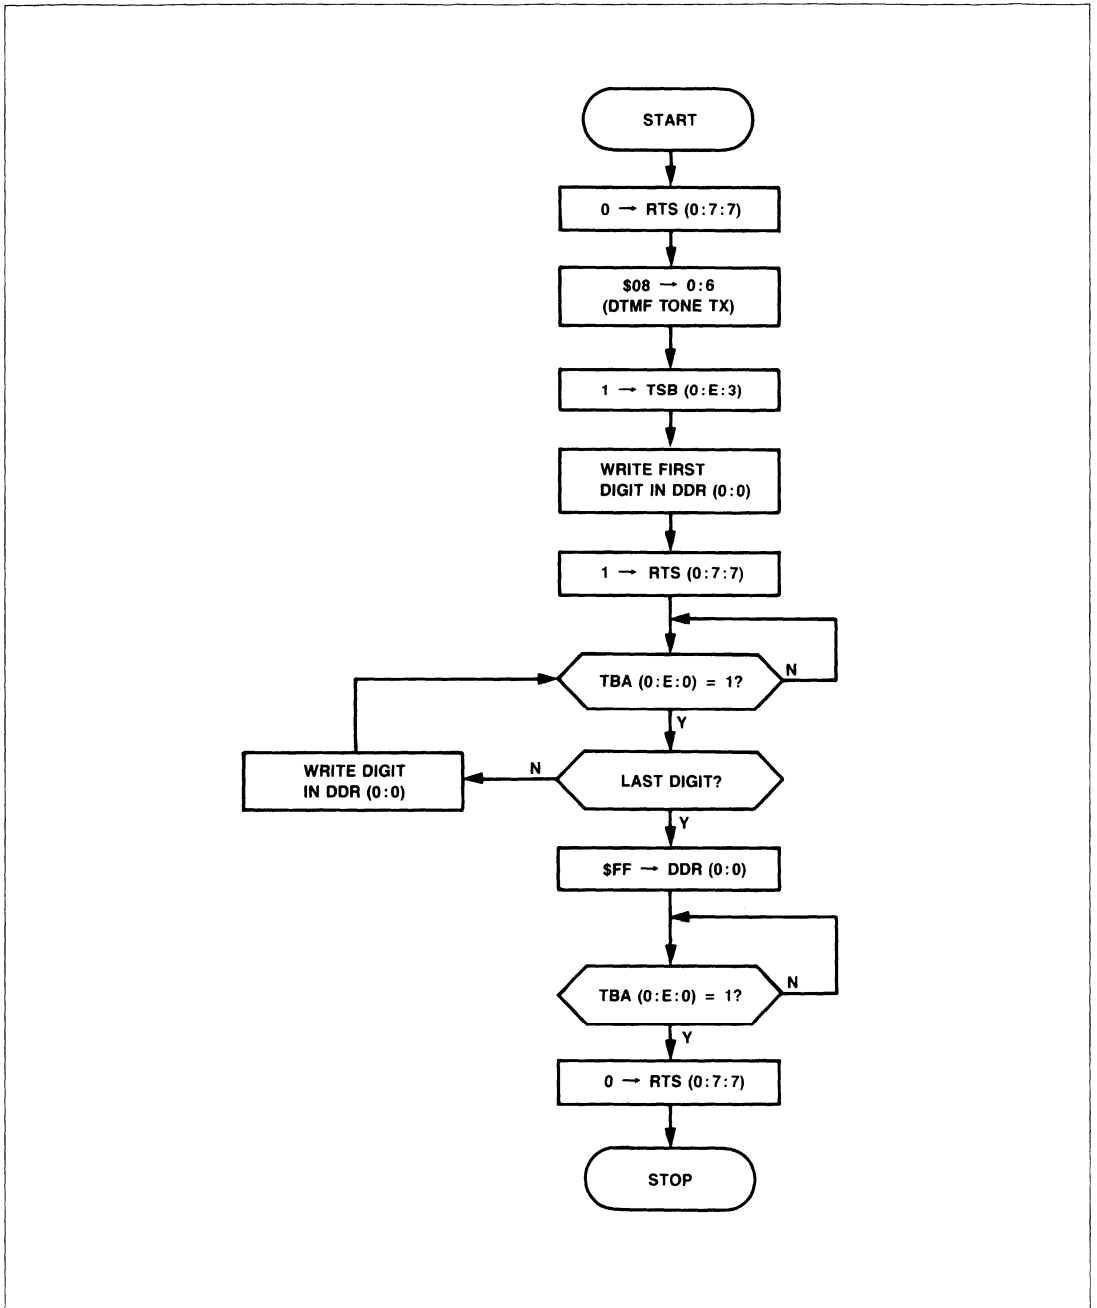 START
0 → RTS (0:7:7)
$08 → 0:6
(DTMF TONE TX)
1 → TSB (0:E:3)
WRITE FIRST
DIGIT IN DDR (0:0)
1 → RTS (0:7:7)
TBA (0:E:0) = 1?
N
Y
WRITE DIGIT
IN DDR (0:0)
N
LAST DIGIT?
Y
$FF → DDR (0:0)
TBA (0:E:0) = 1?
N
Y
0 → RTS (0:7:7)
STOP